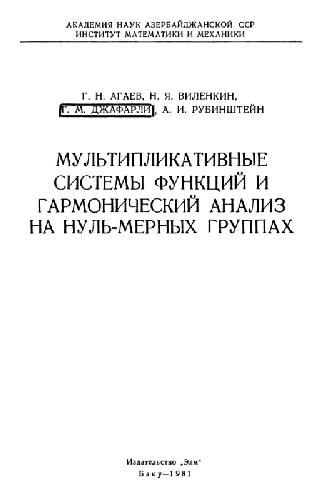 АКАДЕМИЯ НАУК АЗЕРБАЙДЖАНСКОЙ ССР
ИНСТИТУТ МАТЕМАТИКИ И МЕХАНИКИ
Г. Н. АГАЕВ, Н. Я. ВИЛЕНКИН,
Г. М. ДЖАФАРЛИ, А. И. РУБИНШТЕЙН
МУЛЬТИПЛИКАТИВНЫЕ
СИСТЕМЫ ФУНКЦИЙ И
ГАРМОНИЧЕСКИЙ АНАЛИЗ
НА НУЛЬ-МЕРНЫХ ГРУППАХ
Издательство „Элм“
Баку—1981